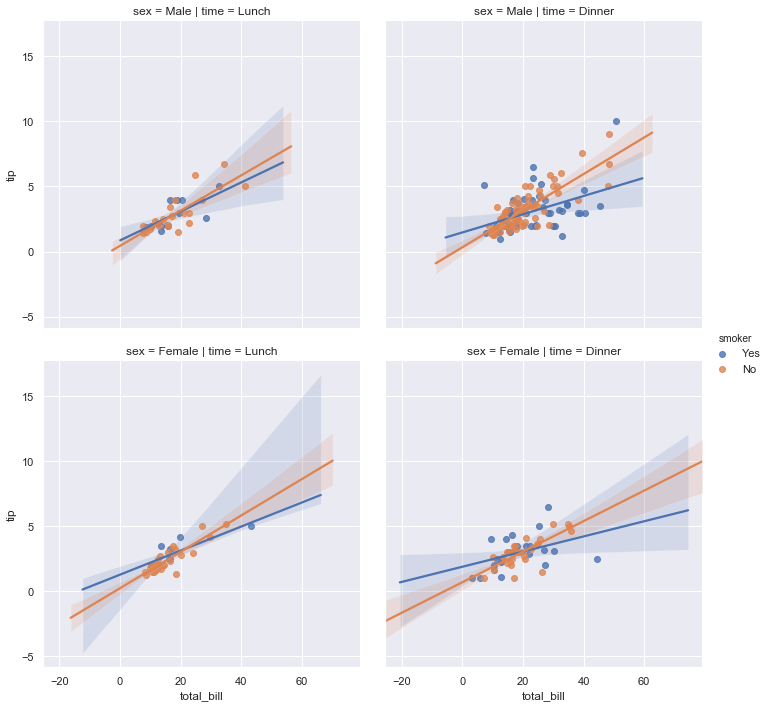 sex = Male | time = Lunch
sex = Male | time = Dinner
15
10
5
0
−5
tip
smoker
Yes
No
sex = Female | time = Lunch
sex = Female | time = Dinner
15
10
5
0
−5
tip
−20 0 20 40 60
−20 0 20 40 60
total_bill
total_bill